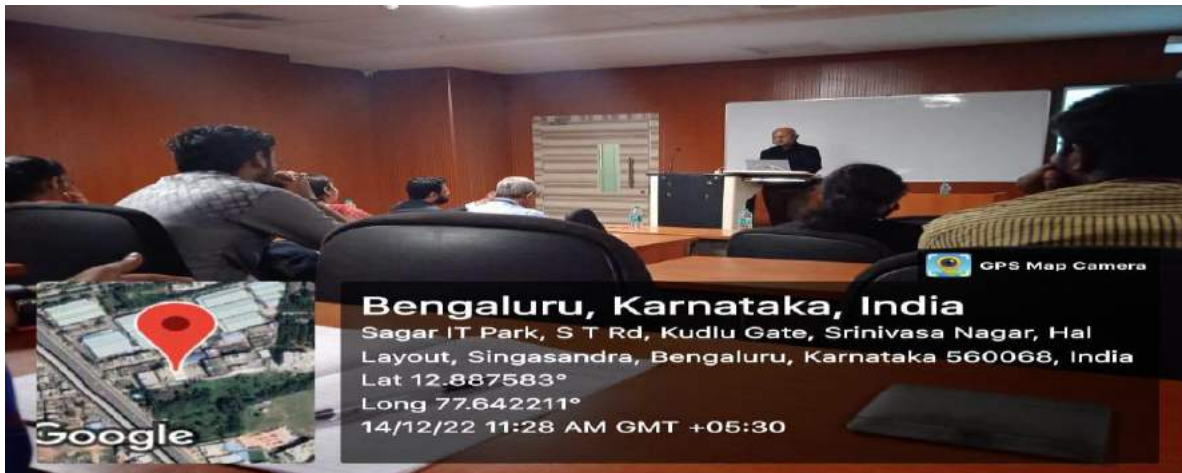 GPS Map Camera
Bengaluru, Karnataka, India
Sagar IT Park, S T Rd, Kudlu Gate, Srinivasa Nagar, Hal
Layout, Singasandra, Bengaluru, Karnataka 560068, India
Lat 12.887583°
Long 77.642211°
14/12/22 11:28 AM GMT +05:30
Google